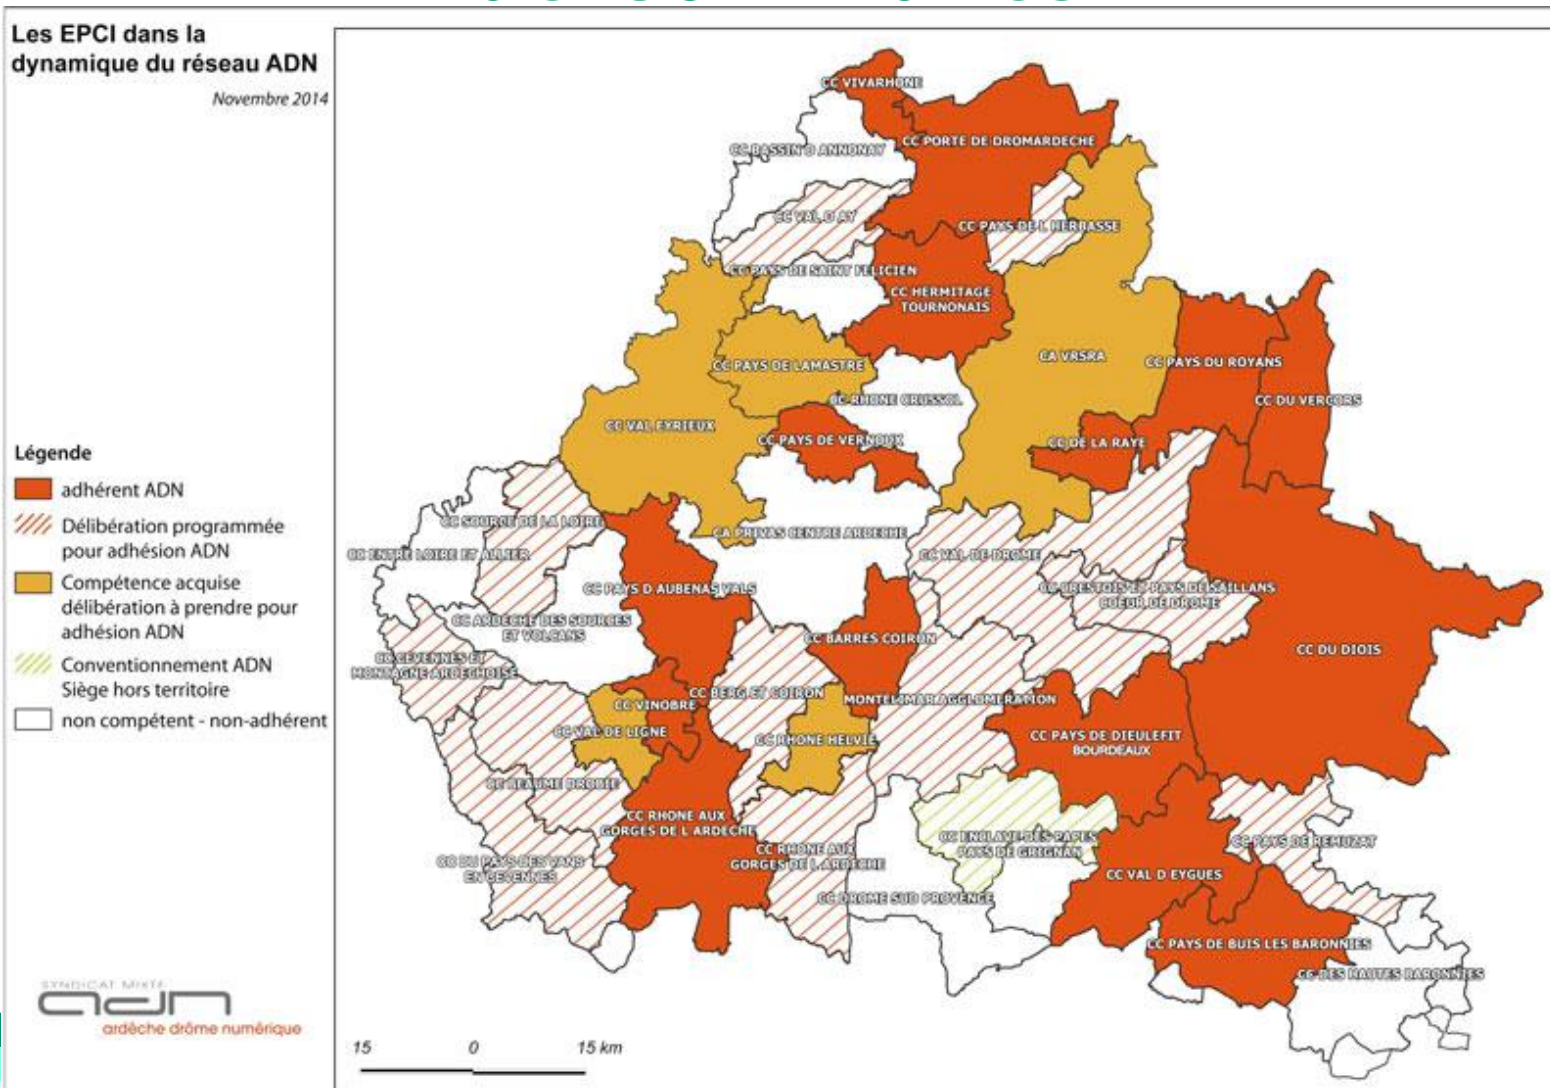 Les EPCI dans la
dynamique du réseau ADN
Novembre 2014
Légende
adhérent ADN
Délibération programmée
pour adhésion ADN
Compétence acquise
délibération à prendre pour
adhésion ADN
Conventionnement ADN
Siège hors territoire
non compétent - non-adhérent
SYNDICAT MIXTE
adn
ardèche drôme numérique
15 0 15 km
CC VIVARHONE
CC PORTE DE DROMARDECHE
CC BASSIN D ANNONAY
CC VAL D AY
CC PAYS DE L HERBASSE
CC PAYS DE SAINT FELICIEN
CC HERMITAGE
TOURNONAIS
CA VRSRA
CC PAYS DE LAMASTRE
CC PAYS DU ROYANS
CC RHONE CRUSSOL
CC DU VERCORS
CC VAL EYRIEUX
CC PAYS DE VERNOUX
CC DE LA RAYE
CC SOURCE DE LA LOIRE
CA PRIVAS CENTRE ARDECHE
CC ENTRE LOIRE ET ALLIER
CC VAL DE DROME
CC PAYS D AUBENAS VALS
CC CRESTOIS ET PAYS DE SAILLANS
COEUR DE DROME
CC ARDECHE DES SOURCES
ET VOLCANS
CC BARRES COIRON
CC DU DIOIS
CC CEVENNES ET
MONTAGNE ARDECHOISE
CC BERG ET COIRON
MONTELIMAR AGGLOMERATION
CC VINOBRE
CC VAL DE LIGNE
CC RHONE HELVIE
CC PAYS DE DIEULEFIT
BOURDEAUX
CC BEAUME DROBIE
CC RHONE AUX
GORGES DE L ARDECHE
CC ENCLAVE DES PAPES
PAYS DE GRIGNAN
CC PAYS DE REMUZAT
CC RHONE AUX
GORGES DE L ARDECHE
CC DU PAYS DES VANS
EN CEVENNES
CC VAL D EYGUES
CC DROME SUD PROVENCE
CC PAYS DE BUIS LES BARONNIES
CC DES HAUTES BARONNIES